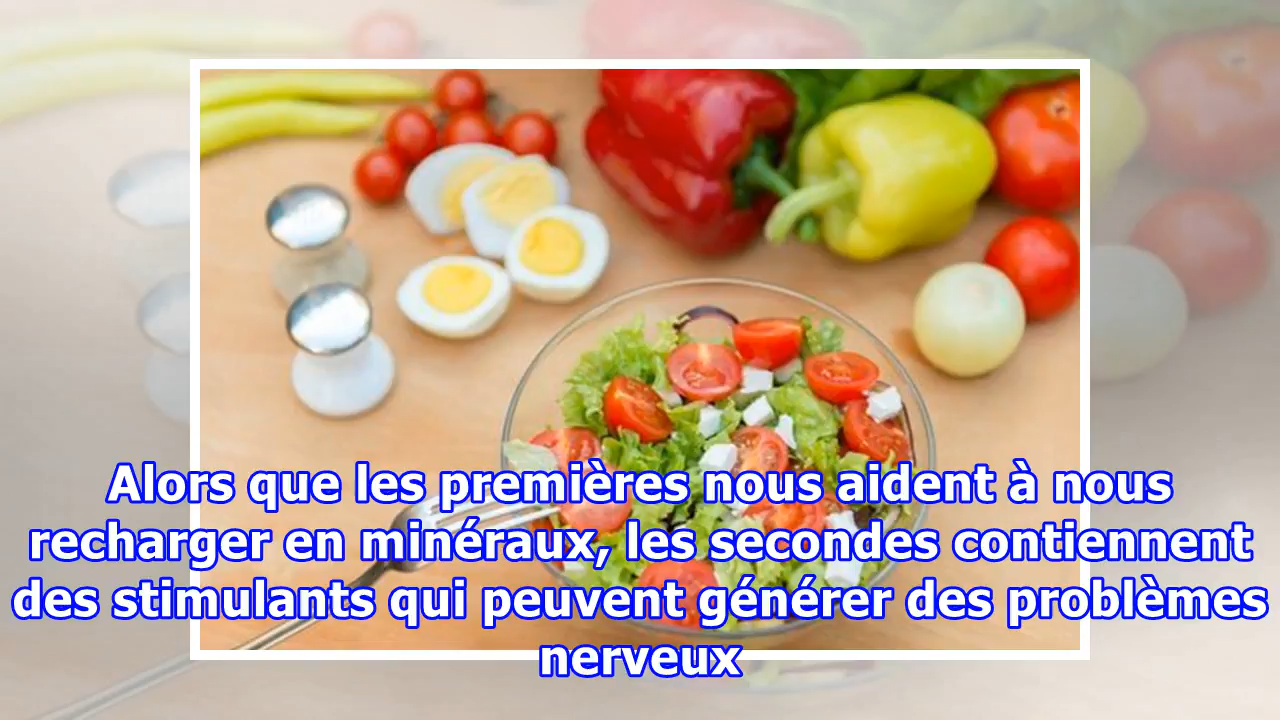 Alors que les premières nous aident à nous
recharger en minéraux, les secondes contiennent
des stimulants qui peuvent générer des problèmes
nerveux